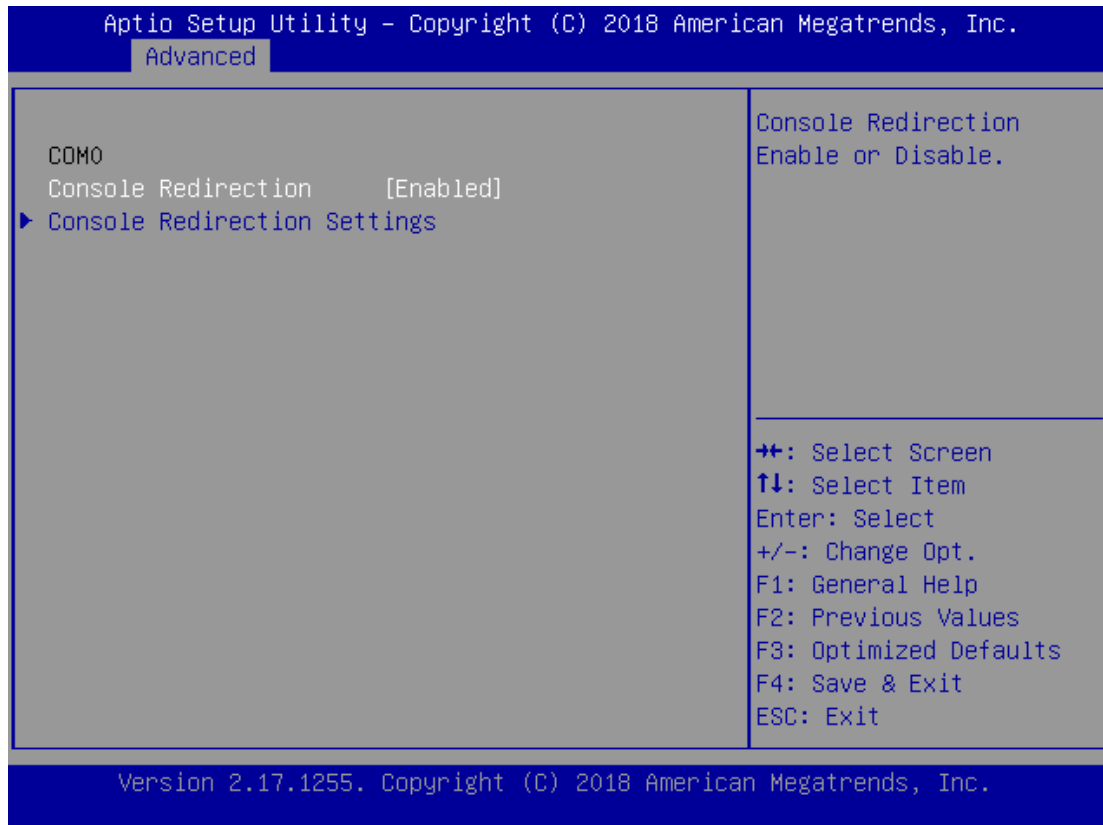 Aptio Setup Utility – Copyright (C) 2018 American Megatrends, Inc.
Advanced
COM0
Console Redirection [Enabled]
▶ Console Redirection Settings
Console Redirection
Enable or Disable.
→←: Select Screen
↑↓: Select Item
Enter: Select
+/-: Change Opt.
F1: General Help
F2: Previous Values
F3: Optimized Defaults
F4: Save & Exit
ESC: Exit
Version 2.17.1255. Copyright (C) 2018 American Megatrends, Inc.